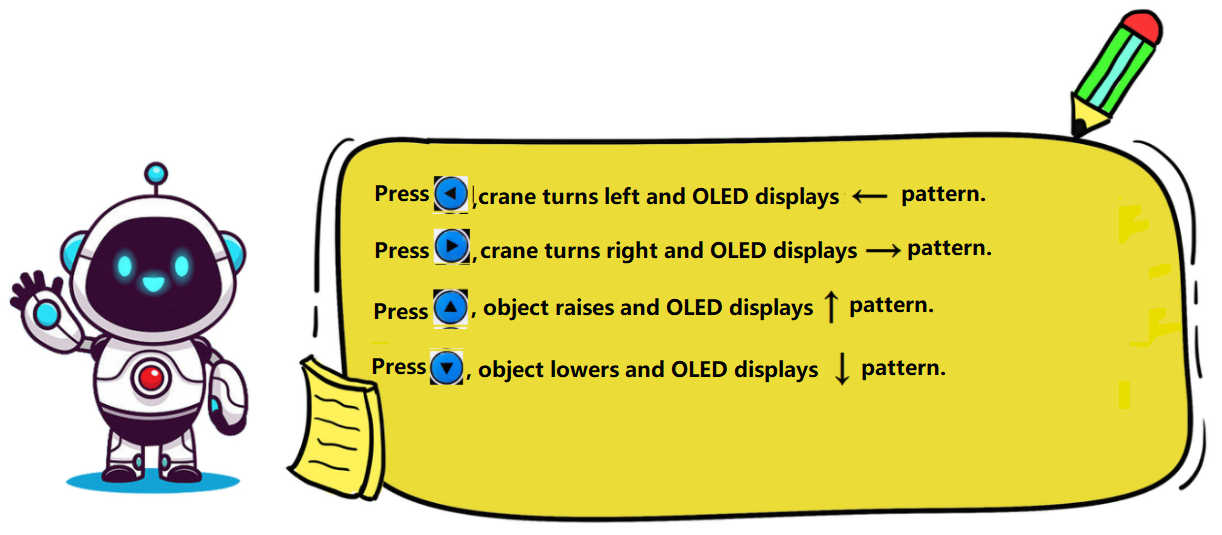 Press ◀,crane turns left and OLED displays ← pattern.
Press ▶,crane turns right and OLED displays → pattern.
Press ▲, object raises and OLED displays ↑ pattern.
Press ▼, object lowers and OLED displays ↓ pattern.